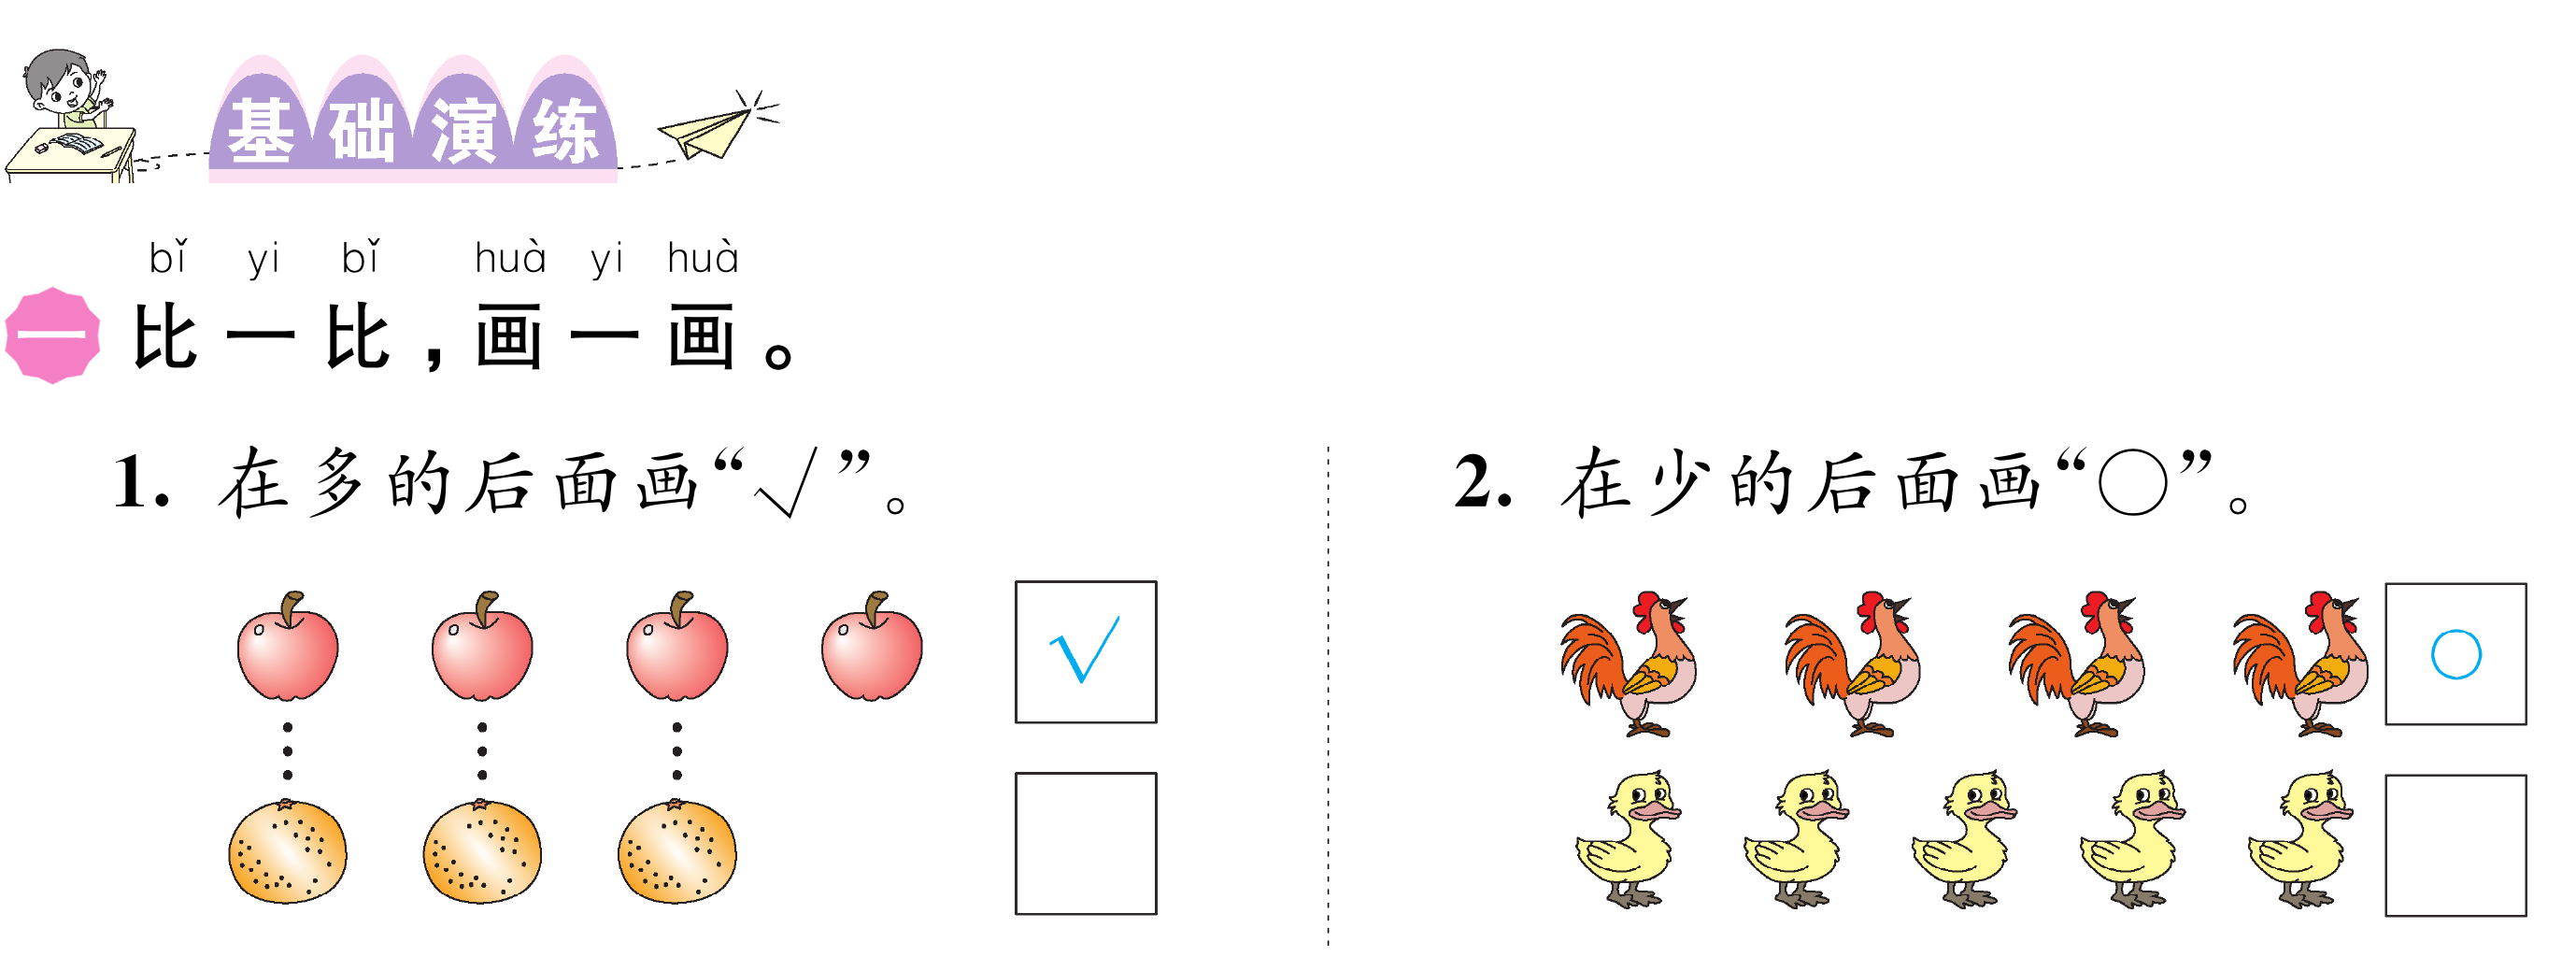 基础演练
bǐ yi bǐ huà yi huà
一 比一比,画一画。
1. 在多的后面画“√”。
2. 在少的后面画“○”。
√
○